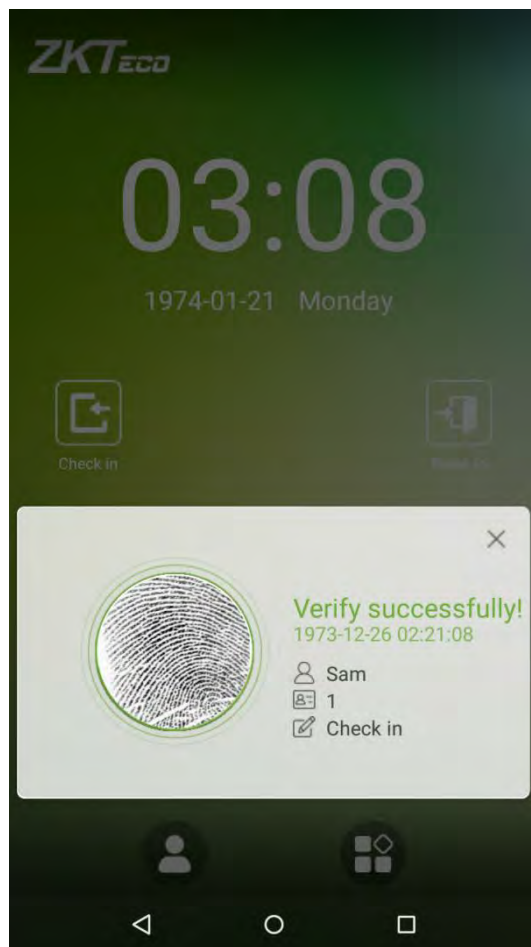 ZKTECO
03:08
1974-01-21 Monday
Check in
Verify successfully!
1973-12-26 02:21:08
Sam
1
Check in